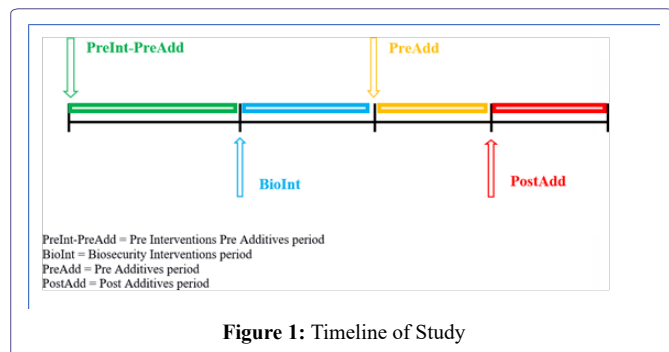 PreInt-PreAdd
PreAdd
BioInt
PostAdd
PreInt-PreAdd = Pre Interventions Pre Additives period
BioInt = Biosecurity Interventions period
PreAdd = Pre Additives period
PostAdd = Post Additives period
Figure 1: Timeline of Study